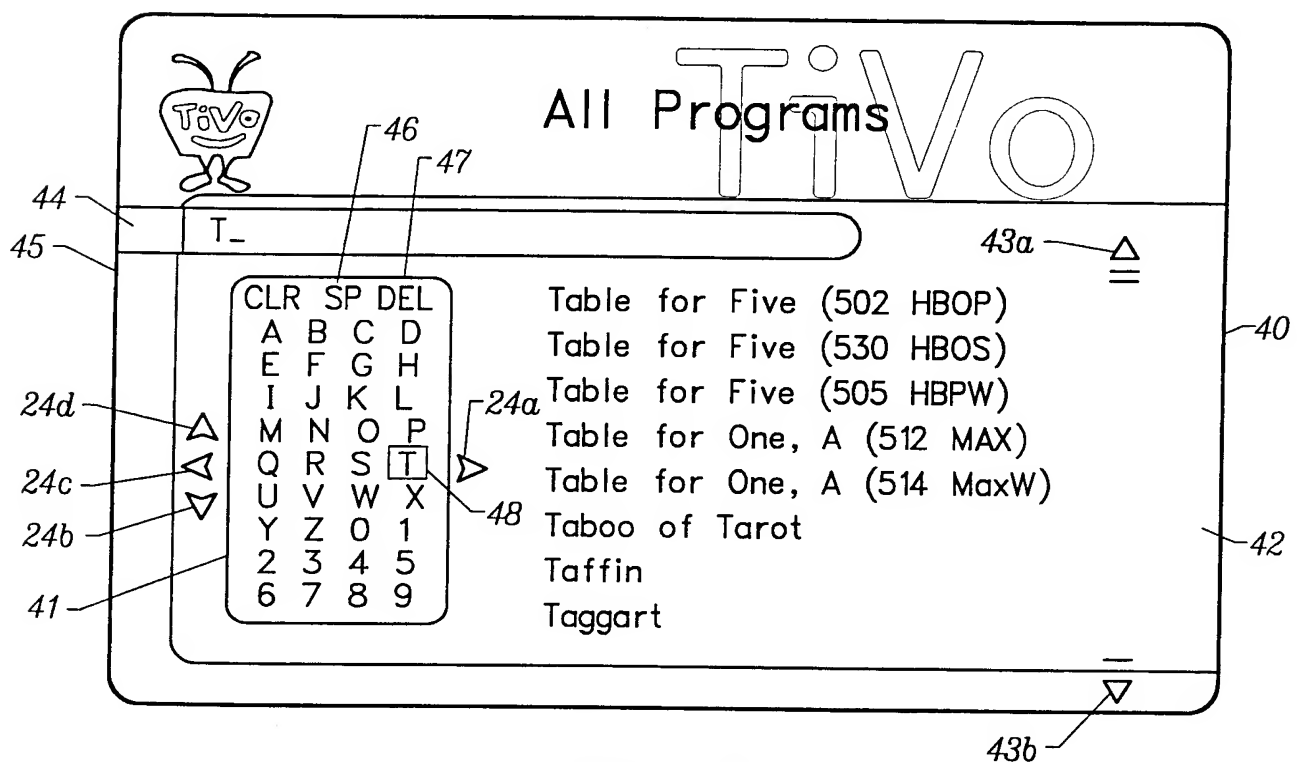 TiVo
All Programs
TiVo
46
47
44
45
T_
43a
CLR SP DEL
A B C D
E F G H
I J K L
M N O P
Q R S T
U V W X
Y Z 0 1
2 3 4 5
6 7 8 9
Table for Five (502 HBOP)
Table for Five (530 HBOS)
Table for Five (505 HBPW)
Table for One, A (512 MAX)
Table for One, A (514 MaxW)
Taboo of Tarot
Taffin
Taggart
40
24d
24a
24c
24b
48
42
41
43b